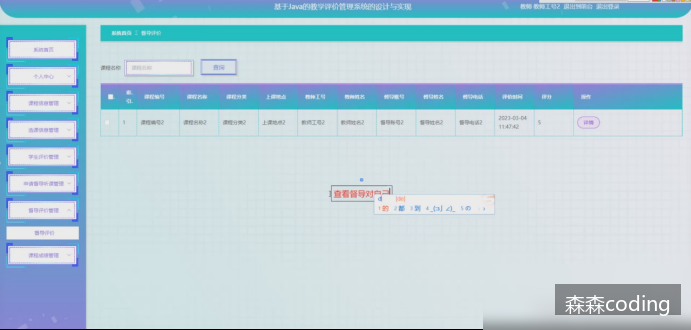 基于Java的教学评价管理系统的设计与实现
教师 教师工号2 退出到前台 退出登录
系统首页
个人中心
课程信息管理
选课信息管理
学生评价管理
申请督导听课管理
督导评价管理
督导评价
课程成绩管理
系统首页 督导评价
课程名称 课程名称 查询
索引 课程编号 课程名称 课程分类 上课地点 教师工号 教师姓名 督导账号 督导姓名 督导电话 评价时间 评分 操作
1 课程编号2 课程名称2 课程分类2 上课地点2 教师工号2 教师姓名2 督导账号2 督导姓名2 督导电话2 2023-01-04 11:47:42 5 详情
查看督导对自己
d
1 的 2 都 3 到 5 の
森森coding